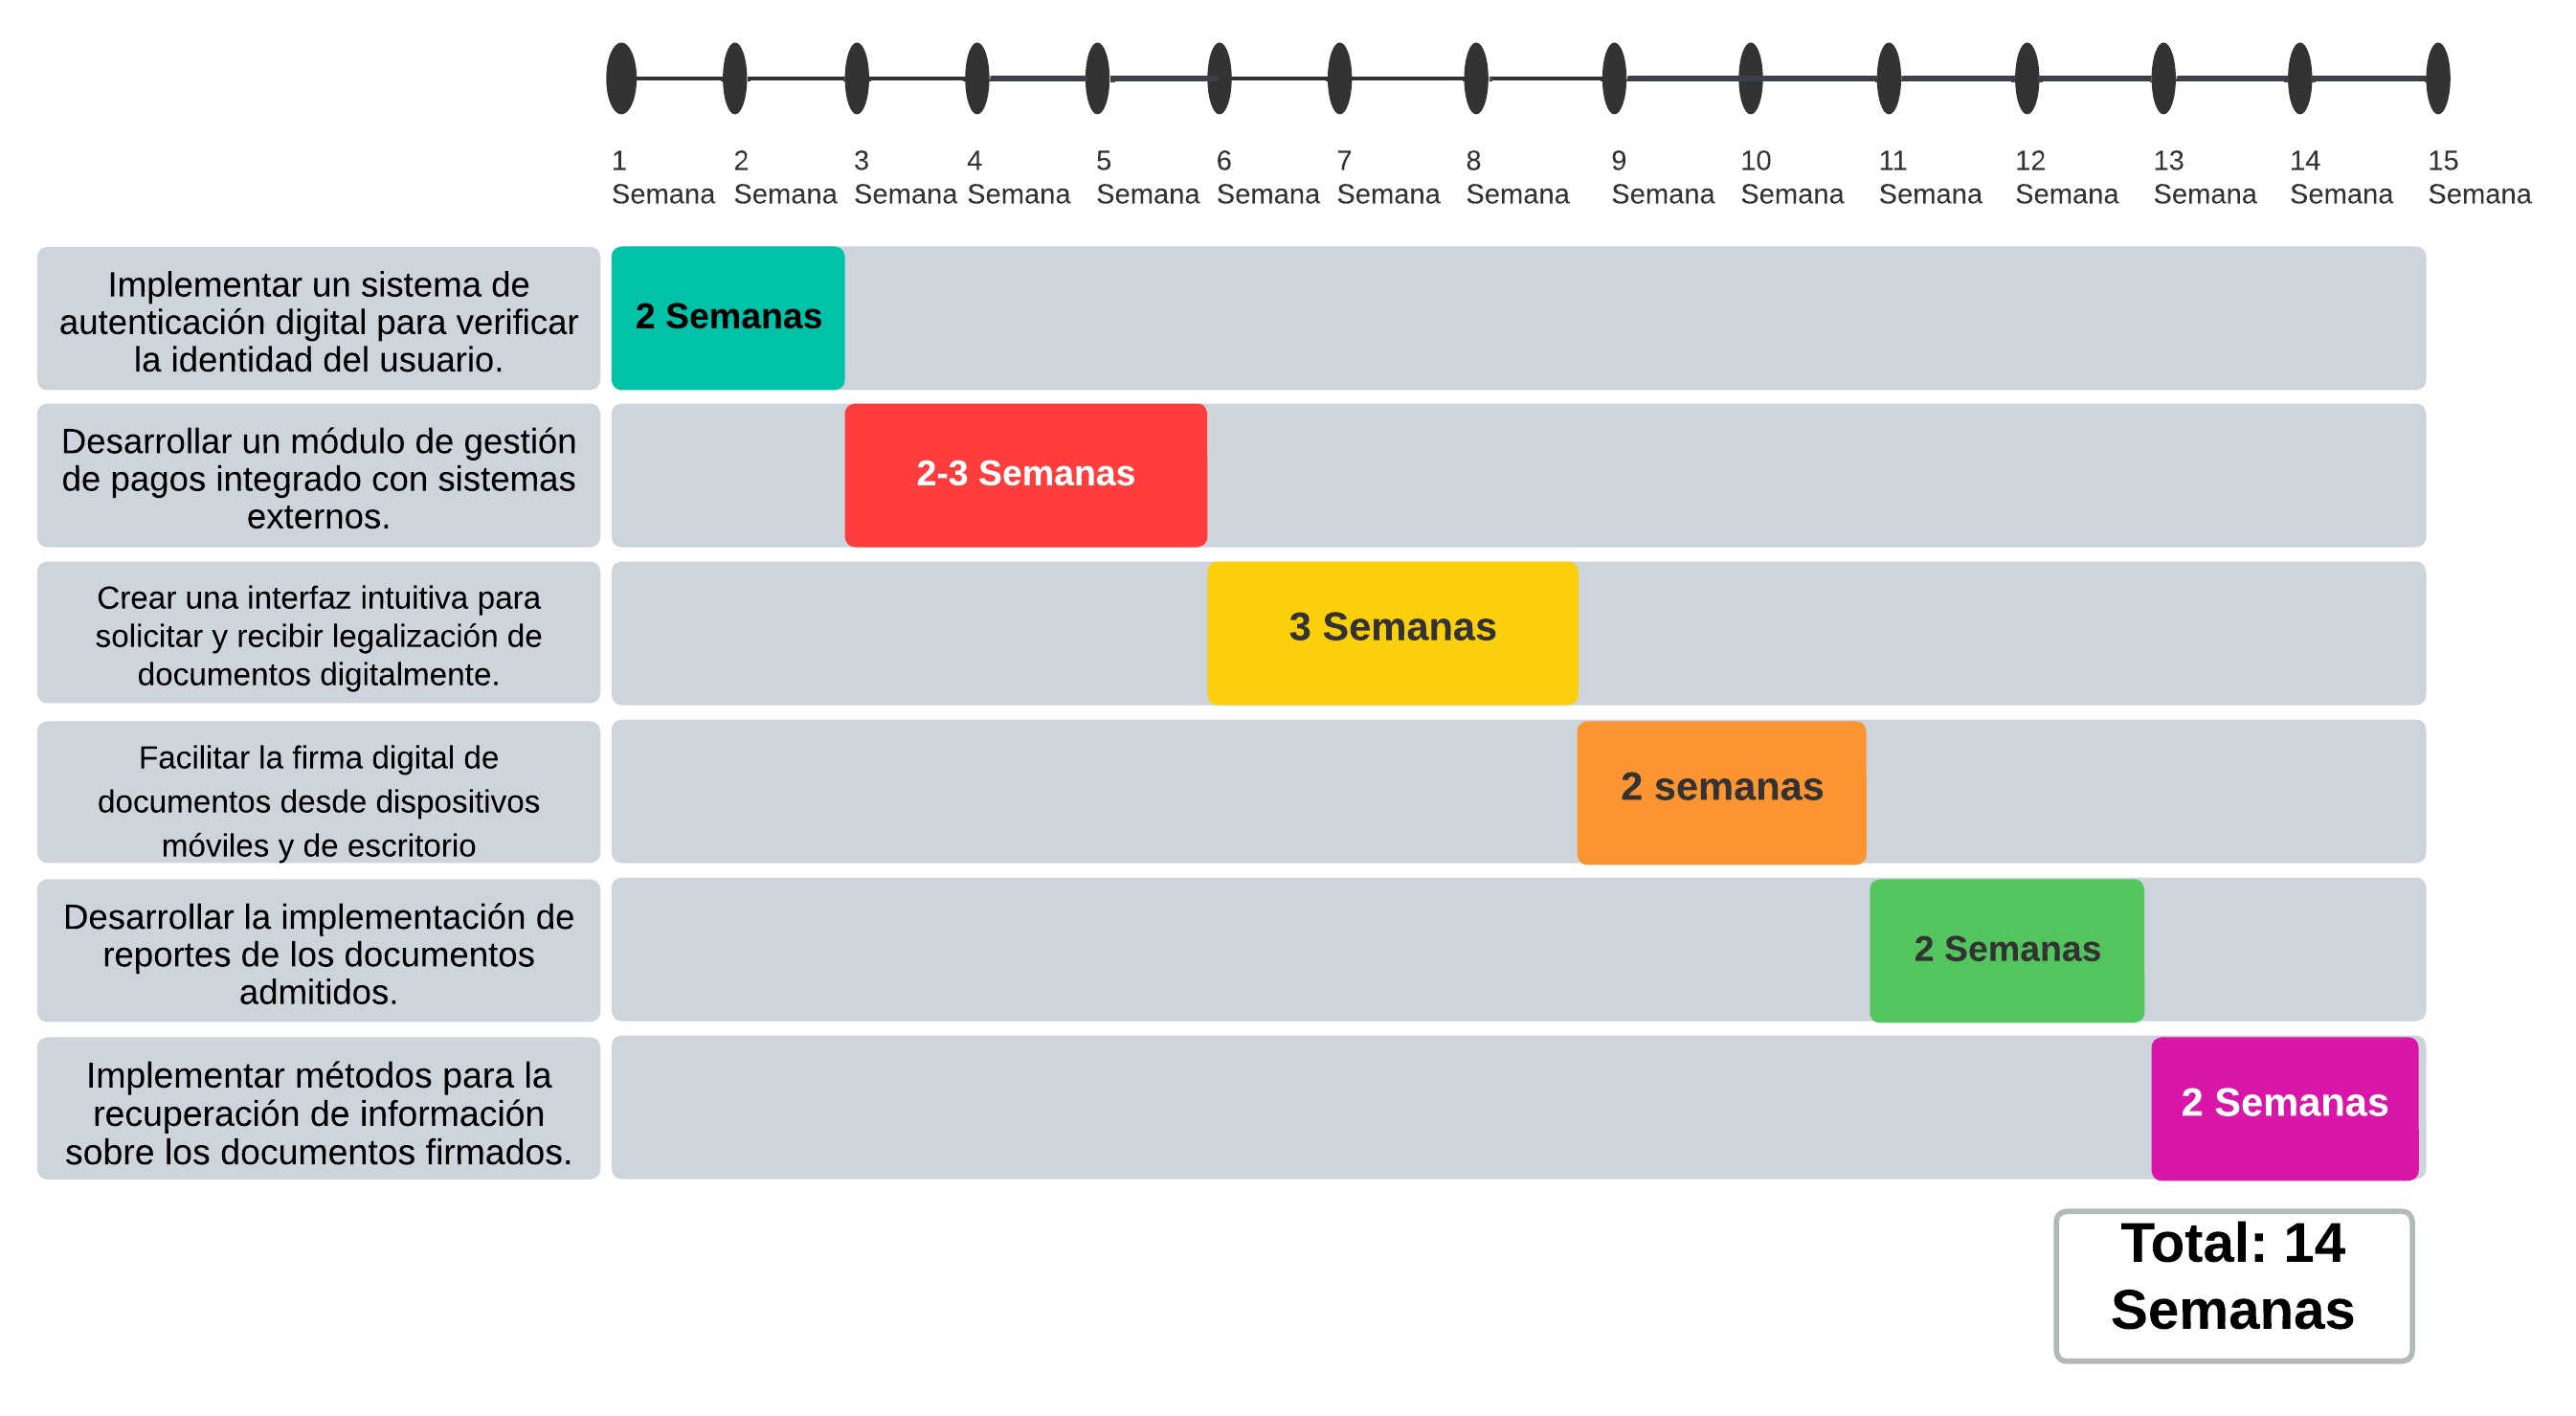 1 2 3 4 5 6 7 8 9 10 11 12 13 14 15
Semana Semana Semana Semana Semana Semana Semana Semana Semana Semana Semana Semana Semana Semana Semana
Implementar un sistema de
autenticación digital para verificar
la identidad del usuario.
2 Semanas
Desarrollar un módulo de gestión
de pagos integrado con sistemas
externos.
2-3 Semanas
Crear una interfaz intuitiva para
solicitar y recibir legalización de
documentos digitalmente.
3 Semanas
Facilitar la firma digital de
documentos desde dispositivos
móviles y de escritorio
2 semanas
Desarrollar la implementación de
reportes de los documentos
admitidos.
2 Semanas
Implementar métodos para la
recuperación de información
sobre los documentos firmados.
2 Semanas
Total: 14
Semanas